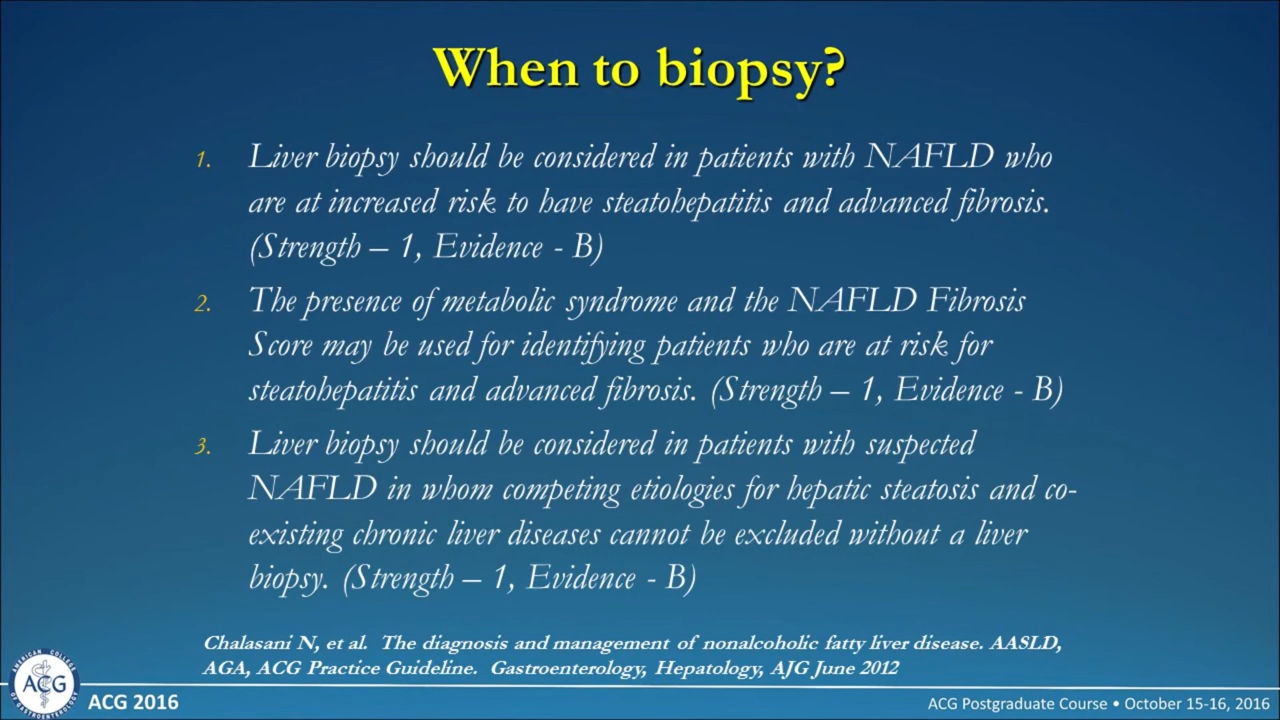 When to biopsy?
1. Liver biopsy should be considered in patients with NAFLD who
are at increased risk to have steatohepatitis and advanced fibrosis.
(Strength – 1, Evidence - B)
2. The presence of metabolic syndrome and the NAFLD Fibrosis
Score may be used for identifying patients who are at risk for
steatohepatitis and advanced fibrosis. (Strength – 1, Evidence - B)
3. Liver biopsy should be considered in patients with suspected
NAFLD in whom competing etiologies for hepatic steatosis and co-
existing chronic liver diseases cannot be excluded without a liver
biopsy. (Strength – 1, Evidence - B)
Chalasani N, et al. The diagnosis and management of nonalcoholic fatty liver disease. AASLD,
AGA, ACG Practice Guideline. Gastroenterology, Hepatology, AJG June 2012
AMERICAN COLLEGE
ACG
OF GASTROENTEROLOGY
ACG 2016
ACG Postgraduate Course • October 15-16, 2016